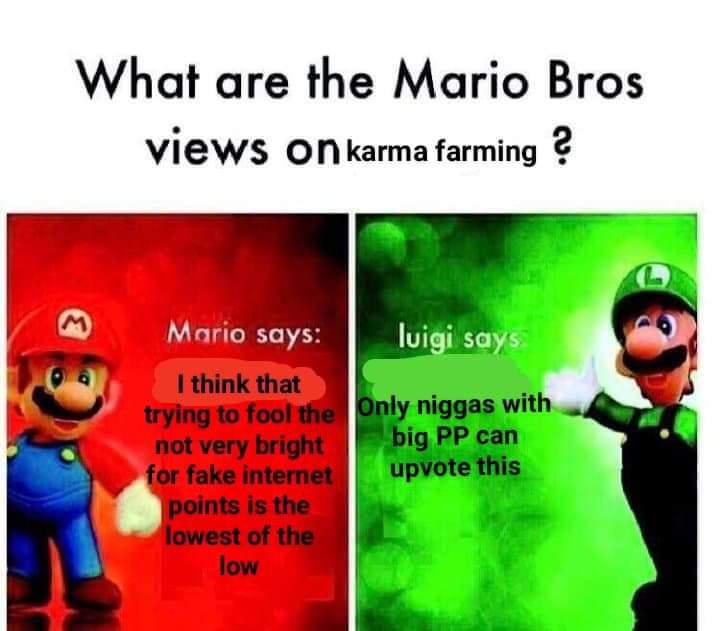 What are the Mario Bros
views on karma farming ?
M
L
Mario says:
I think that
trying to fool the
not very bright
for fake internet
points is the
lowest of the
low
luigi says:
Only niggas with
big PP can
upvote this